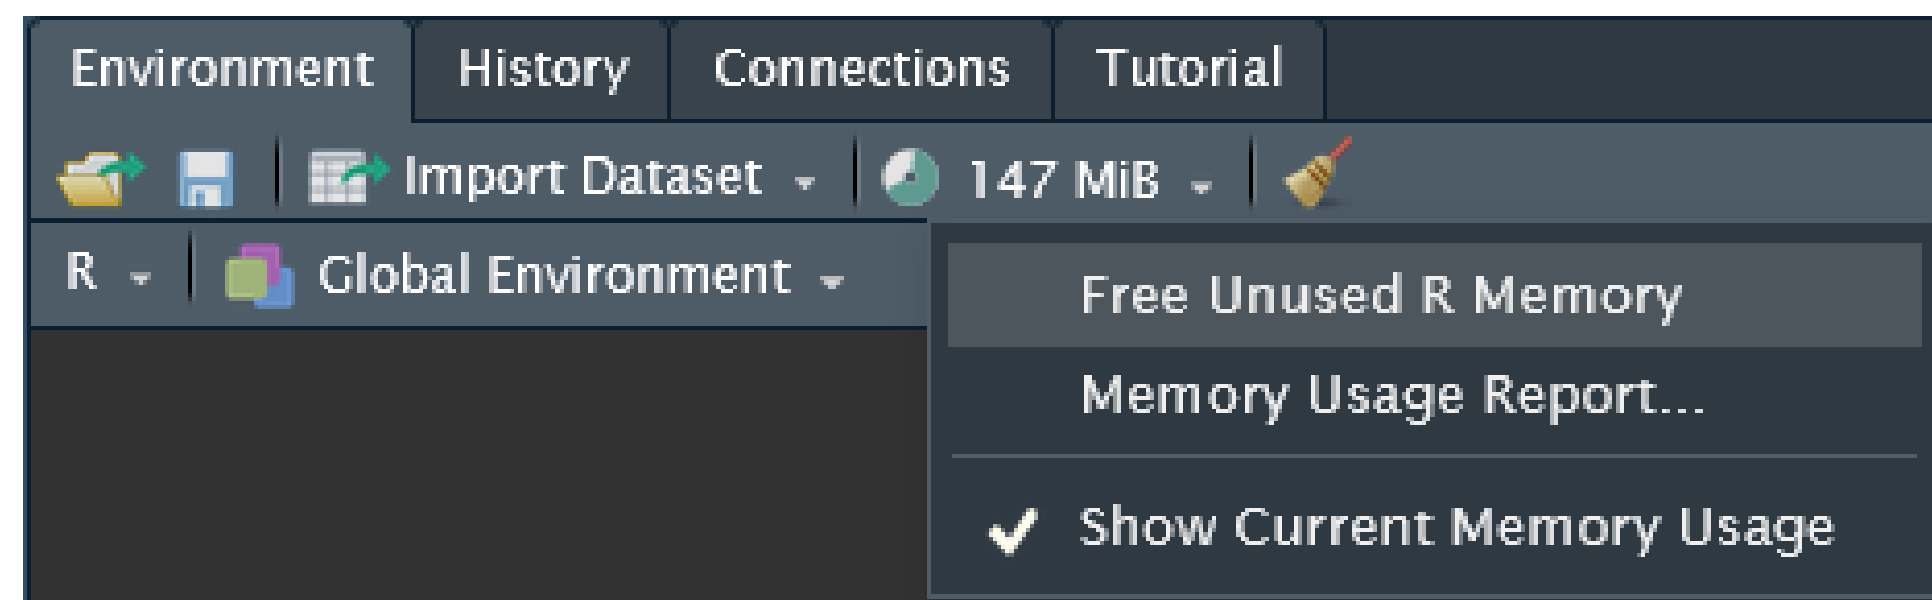 Environment History Connections Tutorial
Import Dataset 147 MiB
R Global Environment
Free Unused R Memory
Memory Usage Report...
Show Current Memory Usage